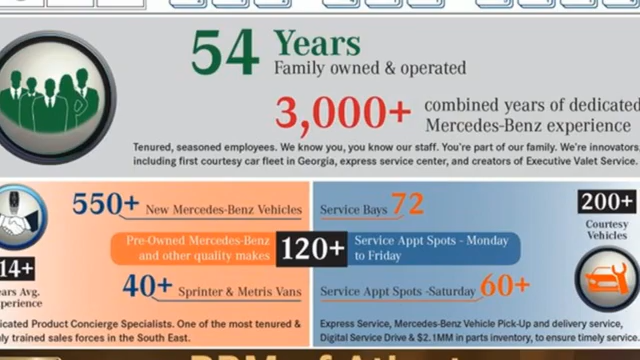 54 Years
Family owned & operated
3,000+ combined years of dedicated
Mercedes-Benz experience
Tenured, seasoned employees. We know you, you know our staff. You're part of our family. We're innovators,
including first courtesy car fleet in Georgia, express service center, and creators of Executive Valet Service.
550+ New Mercedes-Benz Vehicles
Pre-Owned Mercedes-Benz
and other quality makes
120+
40+ Sprinter & Metris Vans
14+
ars Avg.
perience
icated Product Concierge Specialists. One of the most tenured &
ly trained sales forces in the South East.
Service Bays 72
Service Appt Spots - Monday
to Friday
Service Appt Spots -Saturday 60+
200+
Courtesy
Vehicles
Express Service, Mercedes-Benz Vehicle Pick-Up and delivery service,
Digital Service Drive & $2.1MM in parts inventory, to ensure timely service.